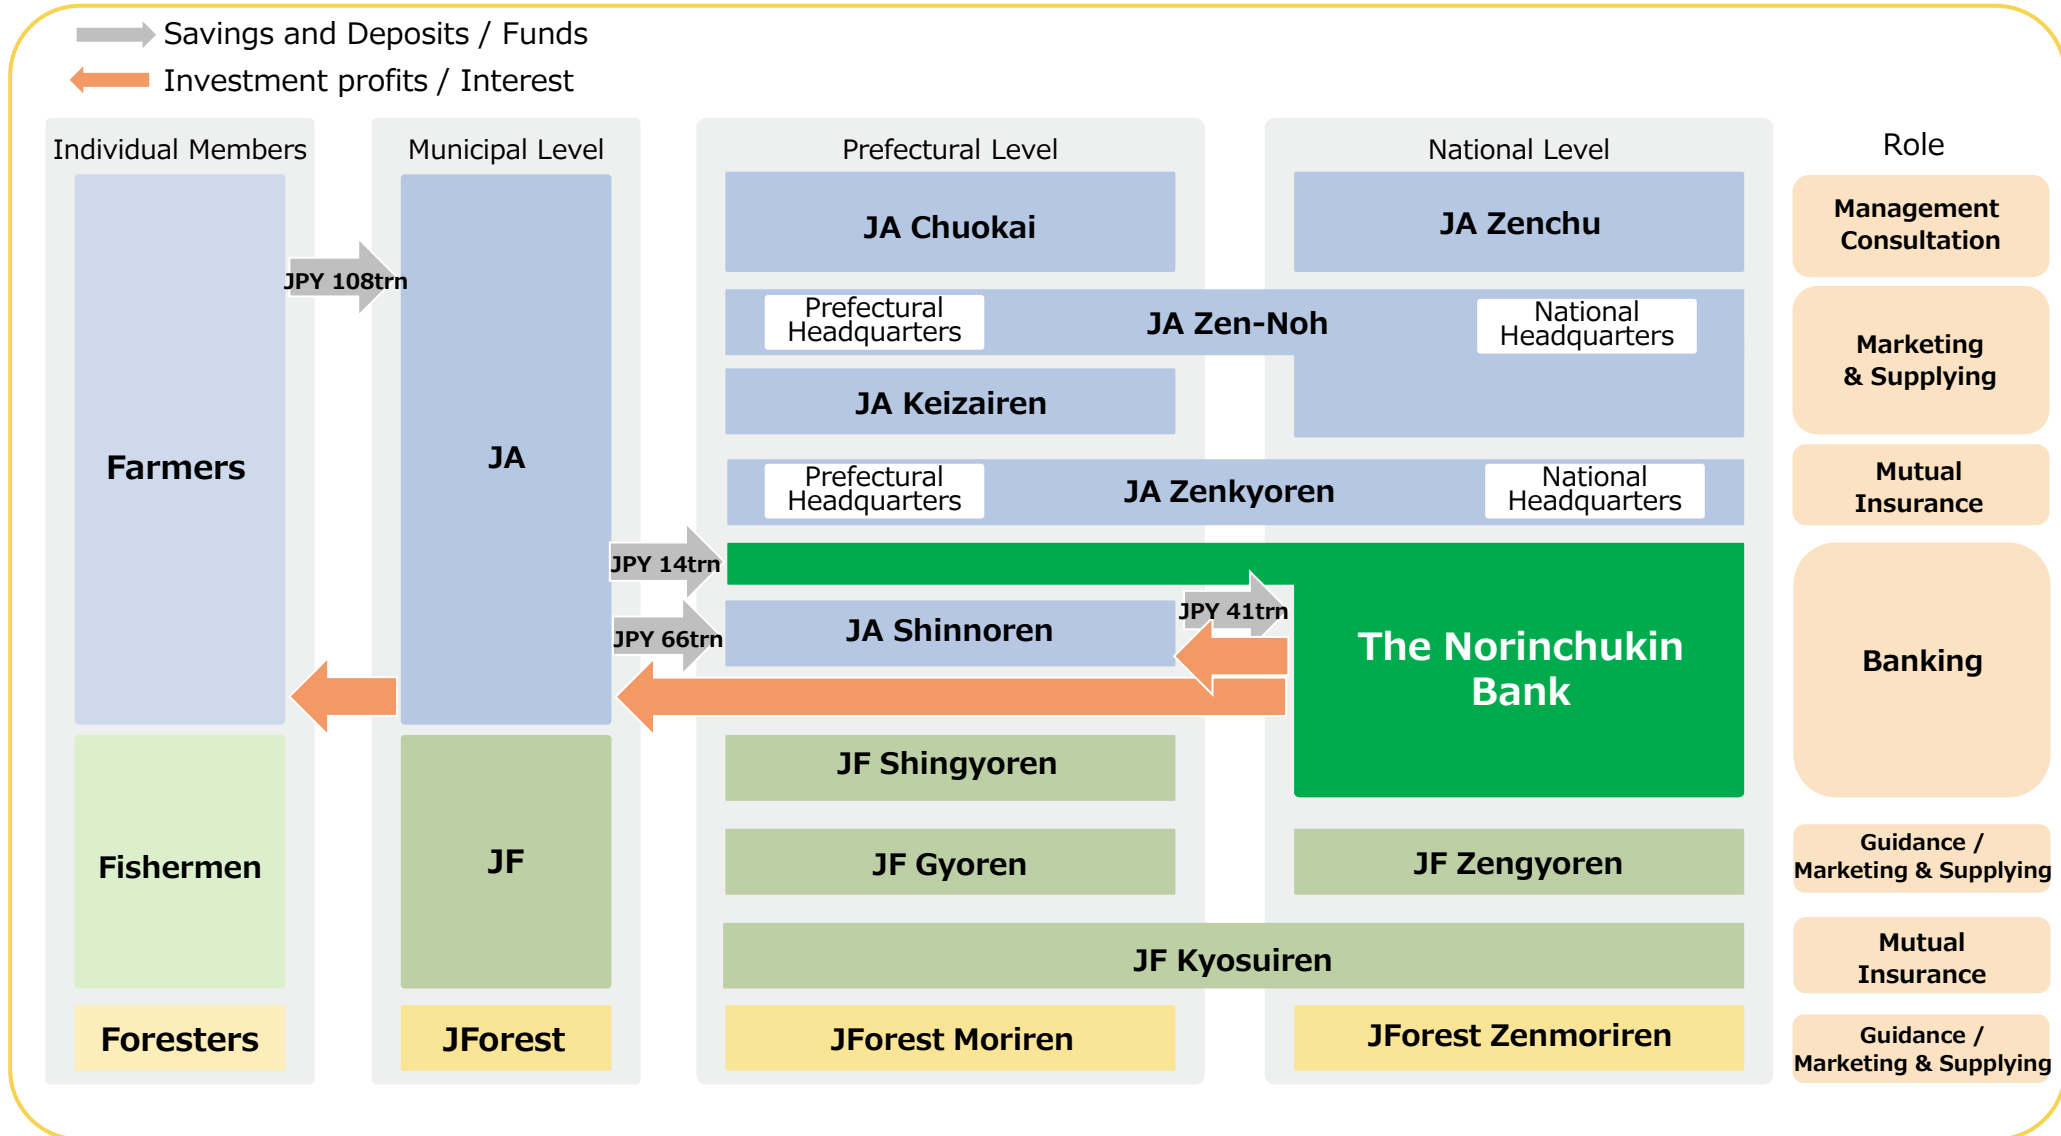 Savings and Deposits / Funds
Investment profits / Interest
Individual Members
Municipal Level
Prefectural Level
National Level
Role
Farmers
JPY 108trn
JA
JA Chuokai
JA Zenchu
Management
Consultation
Prefectural
Headquarters
JA Zen-Noh
National
Headquarters
Marketing
& Supplying
JA Keizairen
Prefectural
Headquarters
JA Zenkyoren
National
Headquarters
Mutual
Insurance
JPY 14trn
JPY 66trn
JA Shinnoren
JPY 41trn
The Norinchukin
Bank
Banking
JF Shingyoren
Fishermen
JF
JF Gyoren
JF Zengyoren
Guidance /
Marketing & Supplying
JF Kyosuiren
Mutual
Insurance
Foresters
JForest
JForest Moriren
JForest Zenmoriren
Guidance /
Marketing & Supplying